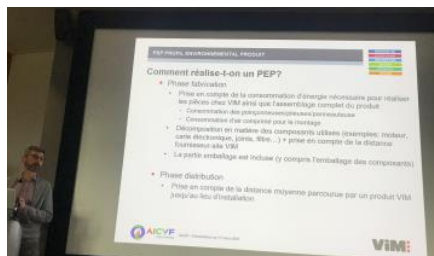 PEP-PROFIL ENVIRONNEMENTAL PRODUIT
Comment réalise-t-on un PEP?
• Phase fabrication
• Prise en compte de la consommation d'énergie nécessaire pour réaliser
les pièces chez VIM ainsi que l'assemblage complet du produit
• Consommation des poinçonneuses/plieuses/panneauteuse
• Consommation d'air comprimé pour le montage
• Décomposition en matière des composants utilisés (exemples: moteur,
carte électronique, joints, filtre…) + prise en compte de la distance
fournisseur-site VIM
• La partie emballage est incluse (y compris l'emballage des composants)
• Phase distribution
• Prise en compte de la distance moyenne parcourue par un produit VIM
jusqu'au lieu d'installation
AICVF
ViM